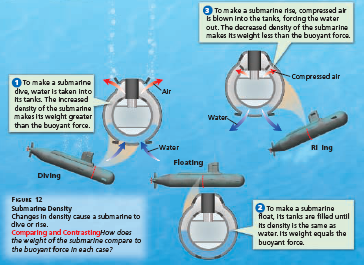 3 To make a submarine rise, compressed air
is blown into the tanks, forcing the water
out. The decreased density of the submarine
makes its weight less than the buoyant force.
1 To make a submarine
dive, water is taken into
its tanks. The increased
density of the submarine
makes its weight greater
than the buoyant force.
Air
Compressed air
Water
Water
Rising
Floating
Diving
FIGURE 12
Submarine Density
Changes in density cause a submarine to
dive or rise.
Comparing and ContrastingHow does
the weight of the submarine compare to
the buoyant force in each case?
2 To make a submarine
float, its tanks are filled until
its density is the same as
water. Its weight equals the
buoyant force.